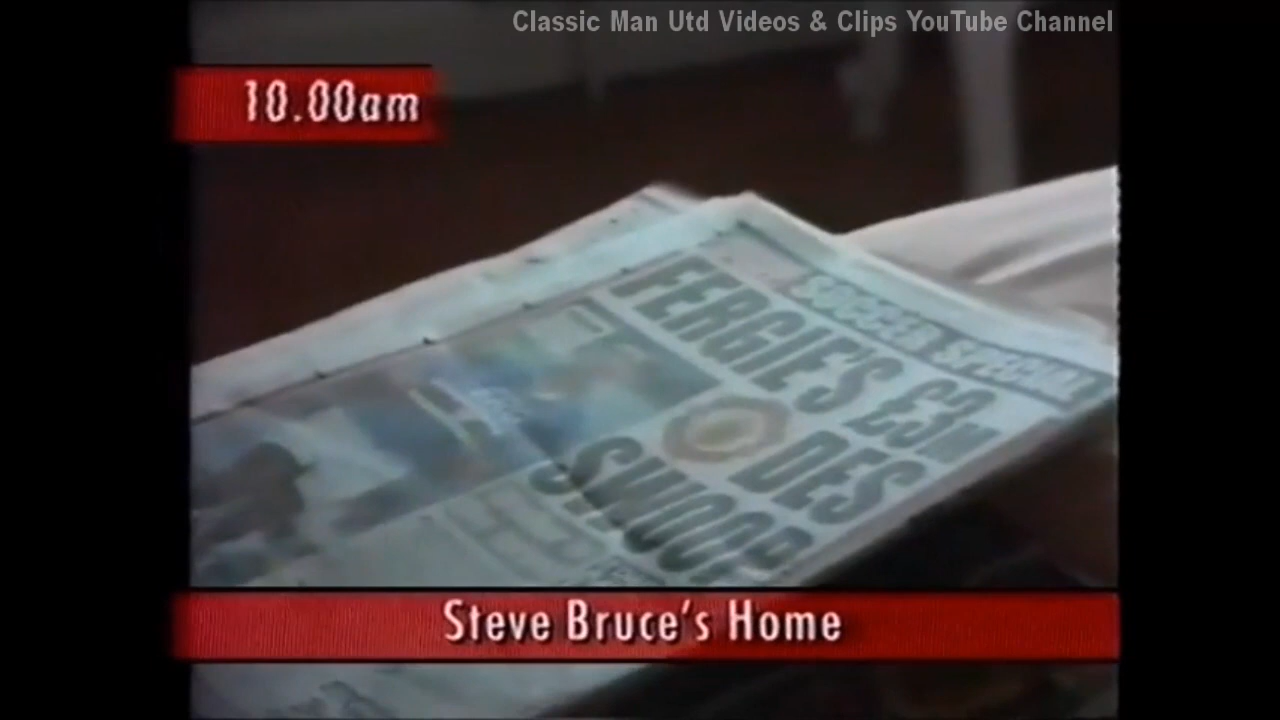 Classic Man Utd Videos & Clips YouTube Channel
10.00am
SOCCER SPECIAL
FERGIE'S £3M
DES
SWOOP
Steve Bruce's Home